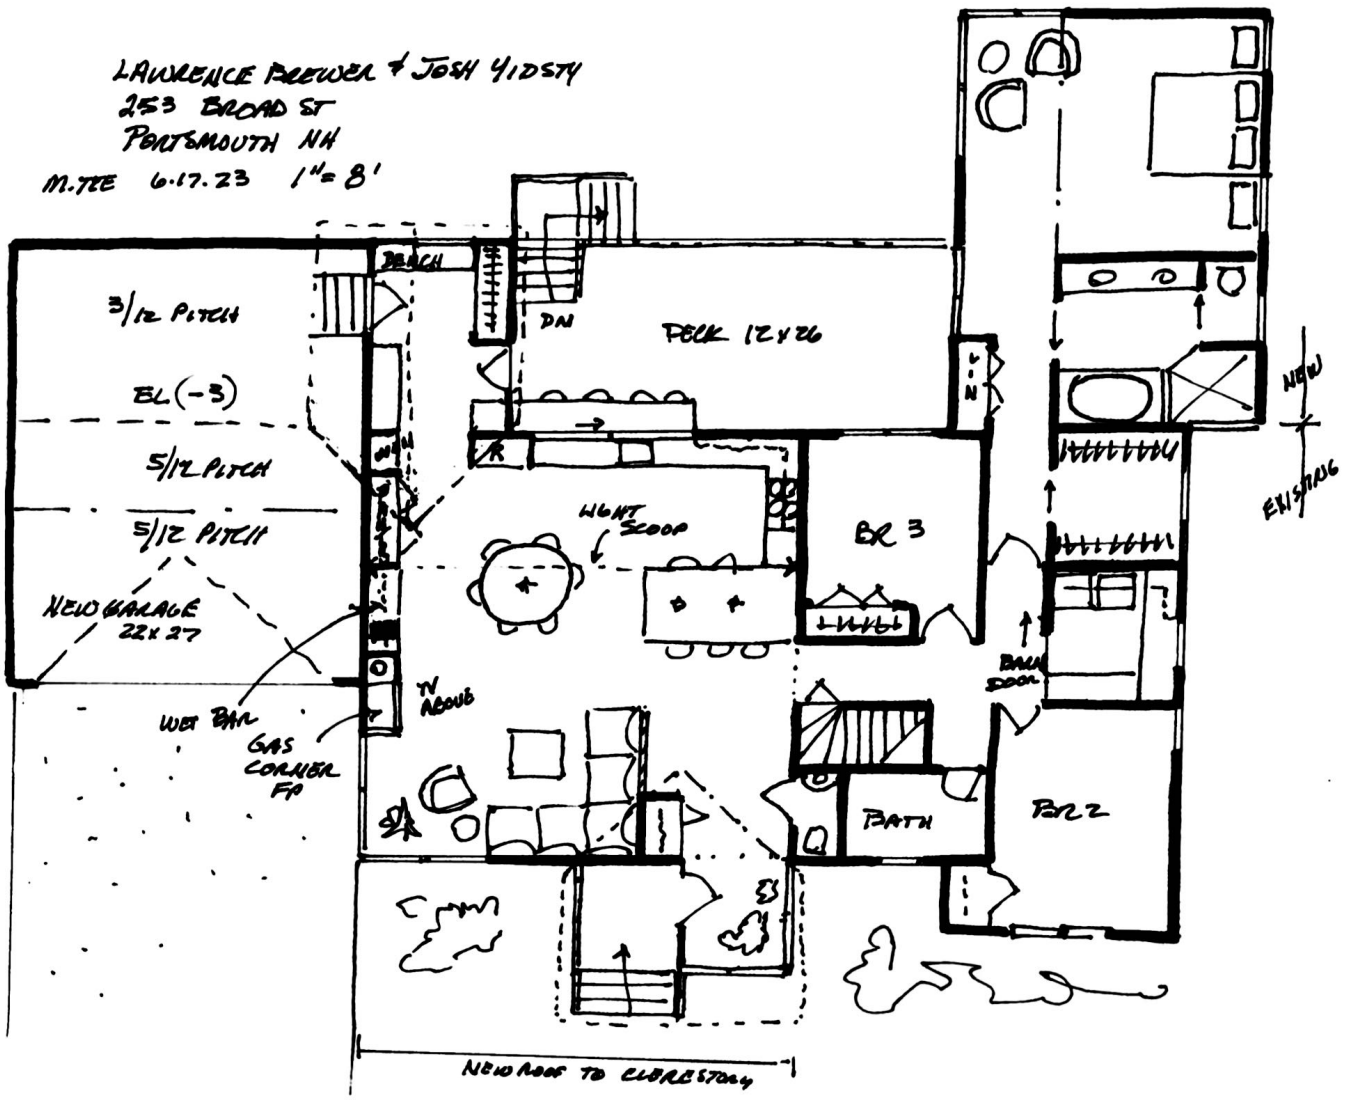 LAWRENCE BREWER & JOSH YIDSTY
253 BROAD ST
PORTSMOUTH NH
M.TEE 6.17.23 1"= 8'
BENCH
3/12 PITCH
DN
DECK 12x26
EL (-3)
LIN
NEW
5/12 PITCH
R
EXISTING
5/12 PITCH
LIGHT
SCOOP
BR 3
NEW GARAGE
22x27
BARN
DOOR
TV
ABOVE
WET BAR
GAS
CORNER
FP
BATH
BR 2
NEW ROOF TO CLERESTORY